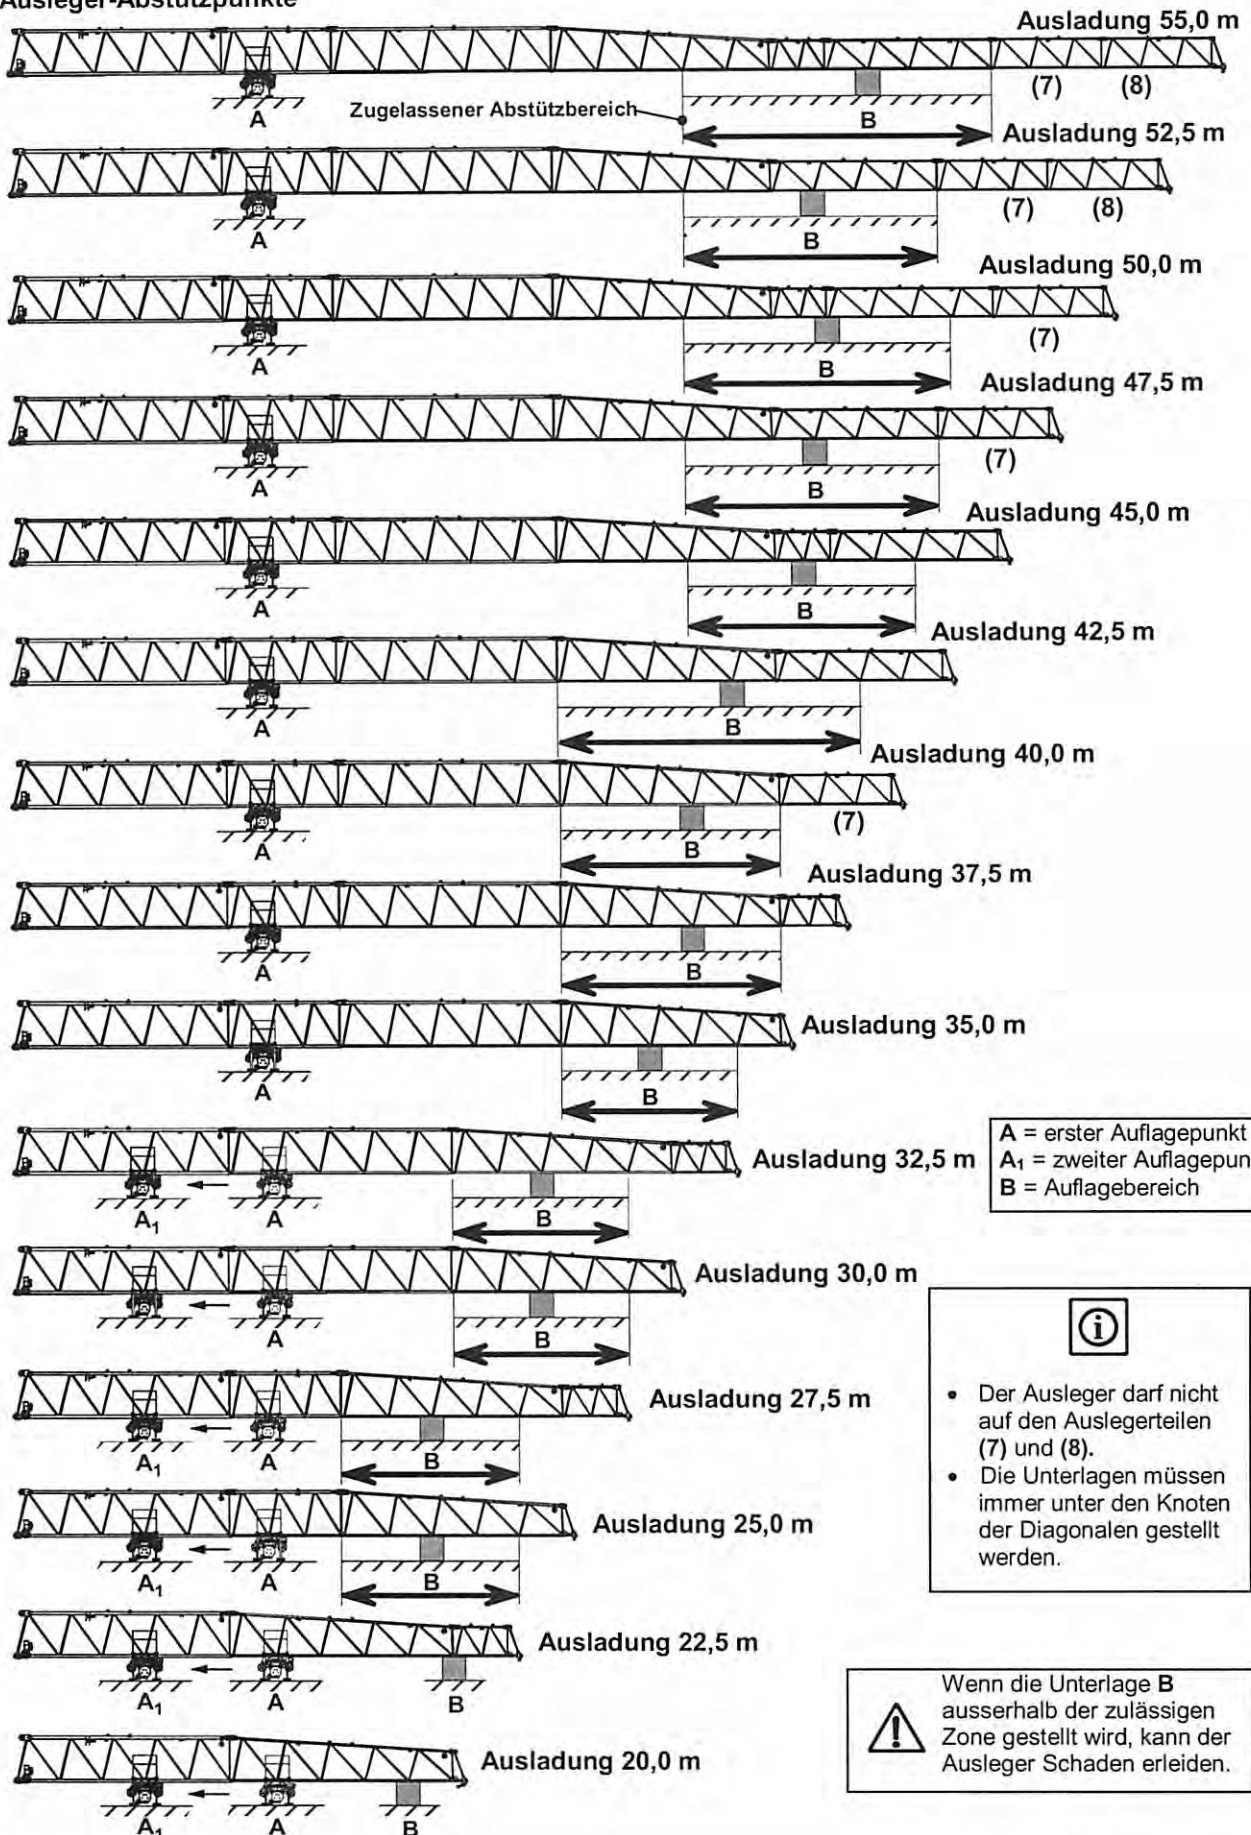 Ausleger-Abstützpunkte
Ausladung 55,0 m
(7) (8)
A
Zugelassener Abstützbereich
B
Ausladung 52,5 m
(7) (8)
A
B
Ausladung 50,0 m
(7)
A
B
Ausladung 47,5 m
(7)
A
B
Ausladung 45,0 m
A
B
Ausladung 42,5 m
A
B
Ausladung 40,0 m
(7)
A
B
Ausladung 37,5 m
A
B
Ausladung 35,0 m
A
B
A = erster Auflagepunkt
A₁ = zweiter Auflagepun
B = Auflagebereich
Ausladung 32,5 m
A₁ A B
Ausladung 30,0 m
A
B
i
• Der Ausleger darf nicht
auf den Auslegerteilen
(7) und (8).
• Die Unterlagen müssen
immer unter den Knoten
der Diagonalen gestellt
werden.
Ausladung 27,5 m
A₁ A B
Ausladung 25,0 m
A₁ A B
Ausladung 22,5 m
A₁ A B
Wenn die Unterlage B
ausserhalb der zulässigen
Zone gestellt wird, kann der
Ausleger Schaden erleiden.
Ausladung 20,0 m
A₁ A B